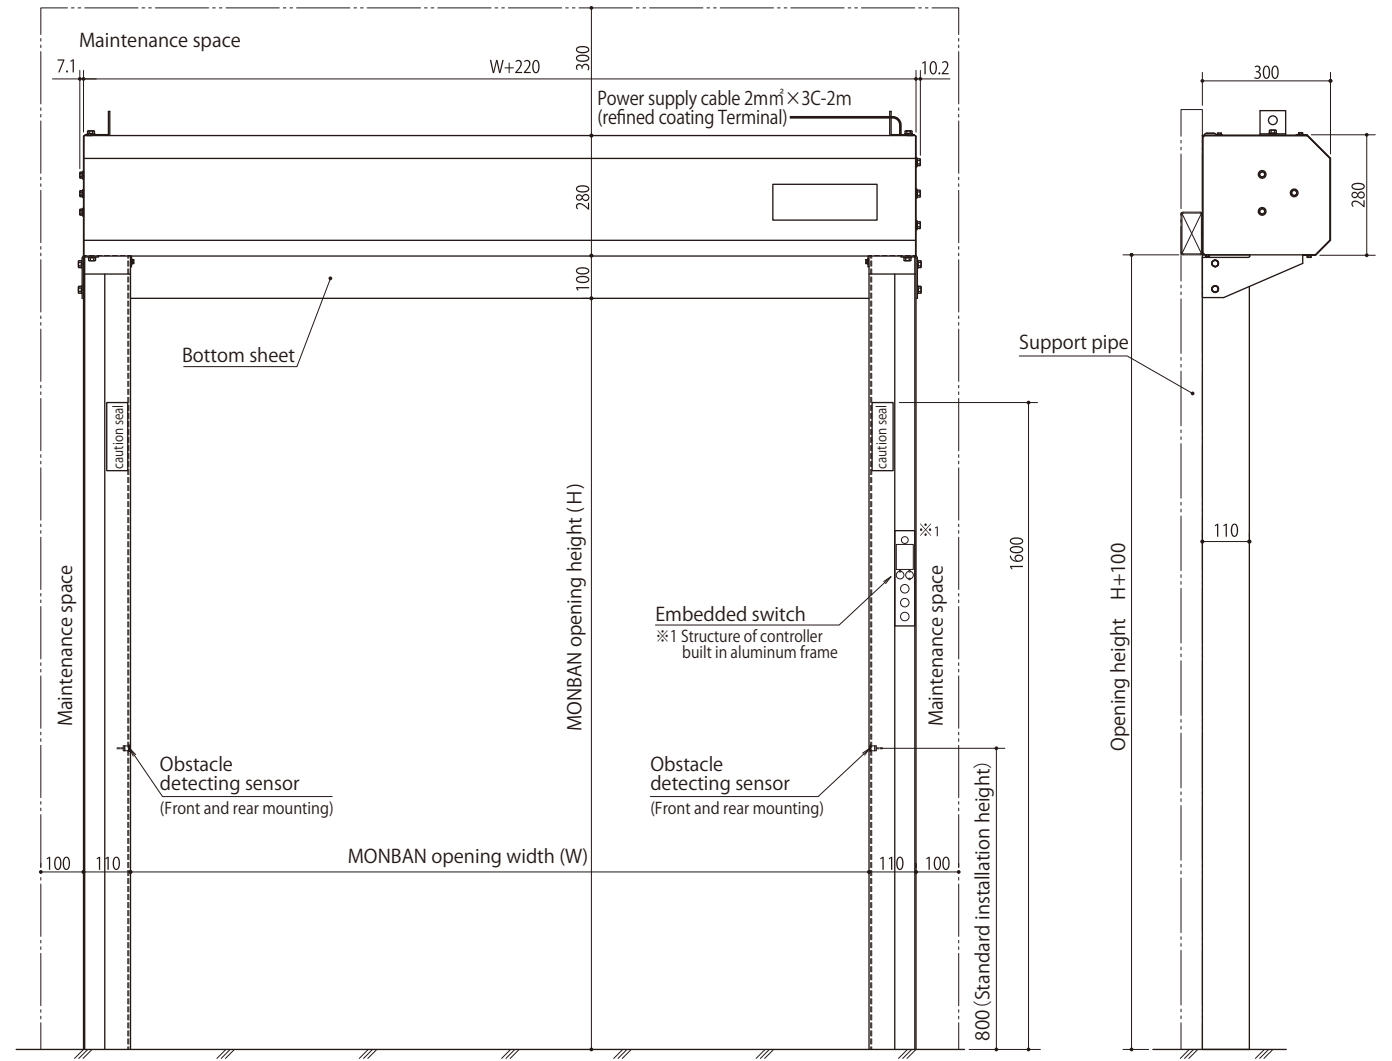 Maintenance space
7.1
W+220
300
10.2
300
Power supply cable 2mm²×3C-2m
(refined coating Terminal)
280
280
100
Bottom sheet
Support pipe
caution seal
caution seal
MONBAN opening height (H)
※1
1600
110
Opening height H+100
Maintenance space
Maintenance space
Embedded switch
※1 Structure of controller
built in aluminum frame
Obstacle
detecting sensor
(Front and rear mounting)
Obstacle
detecting sensor
(Front and rear mounting)
800 (Standard installation height)
100
110
MONBAN opening width (W)
110
100